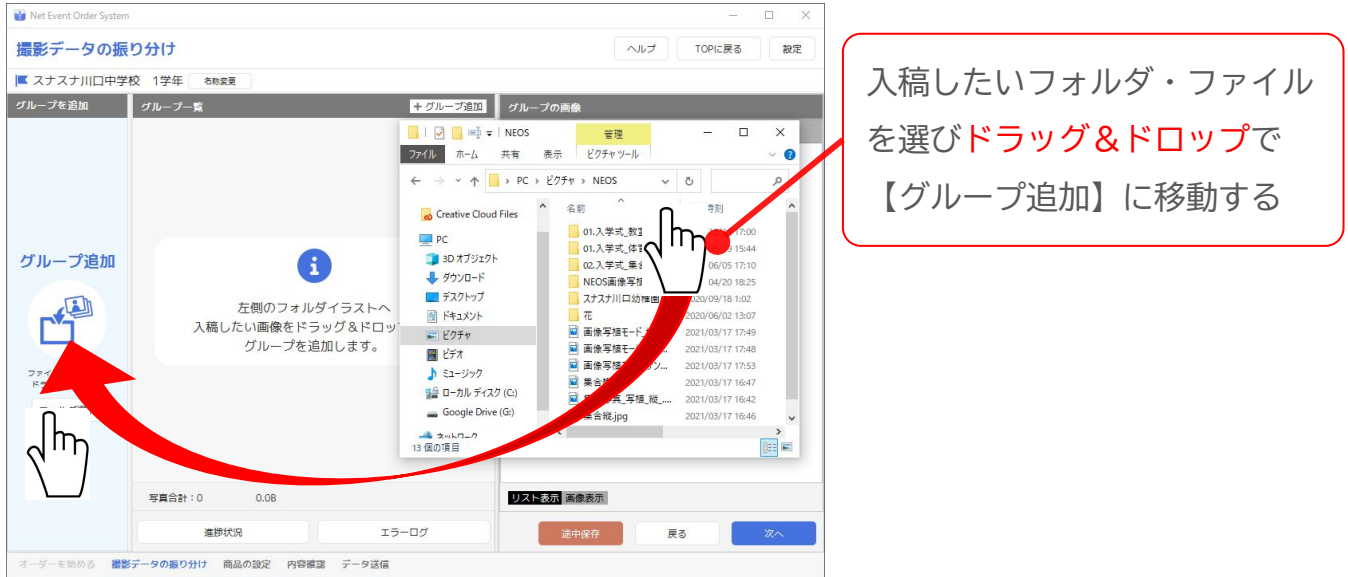 Net Event Order System
撮影データの振り分け
ヘルプ
TOPに戻る
設定
スナスナ川口中学校 1学年
名称変更
グループを追加
グループ一覧
+ グループ追加
グループの画像
グループ追加
左側のフォルダイラストへ
入稿したい画像をドラッグ&ドロッ
グループを追加します。
NEOS
管理
ファイル
ホーム
共有
表示
ピクチャ ツール
PC › ピクチャ › NEOS
Creative Cloud Files
PC
3D オブジェクト
ダウンロード
デスクトップ
ドキュメント
ピクチャ
ビデオ
ミュージック
ローカル ディスク (C:)
Google Drive (G:)
ネットワーク
13 個の項目
名前
01.入学式_教
17:00
01.入学式_体
15:44
02.入学式_集
06/05 17:10
NEOS画像写植
04/20 18:25
スナスナ川口幼稚園
2020/09/18 1:02
花
2020/06/02 13:07
画像写植モード_
2021/03/17 17:49
画像写植モー
2021/03/17 17:48
画像写植
2021/03/17 17:53
集合
2021/03/17 16:47
写植_縦_....
2021/03/17 16:42
集合縦.jpg
2021/03/17 16:46
写真合計：0
0.0B
リスト表示
画像表示
進捗状況
エラーログ
途中保存
戻る
次へ
オーダーを始める
撮影データの振り分け
商品の設定
内容確認
データ送信
入稿したいフォルダ・ファイル
を選びドラッグ＆ドロップで
【グループ追加】に移動する